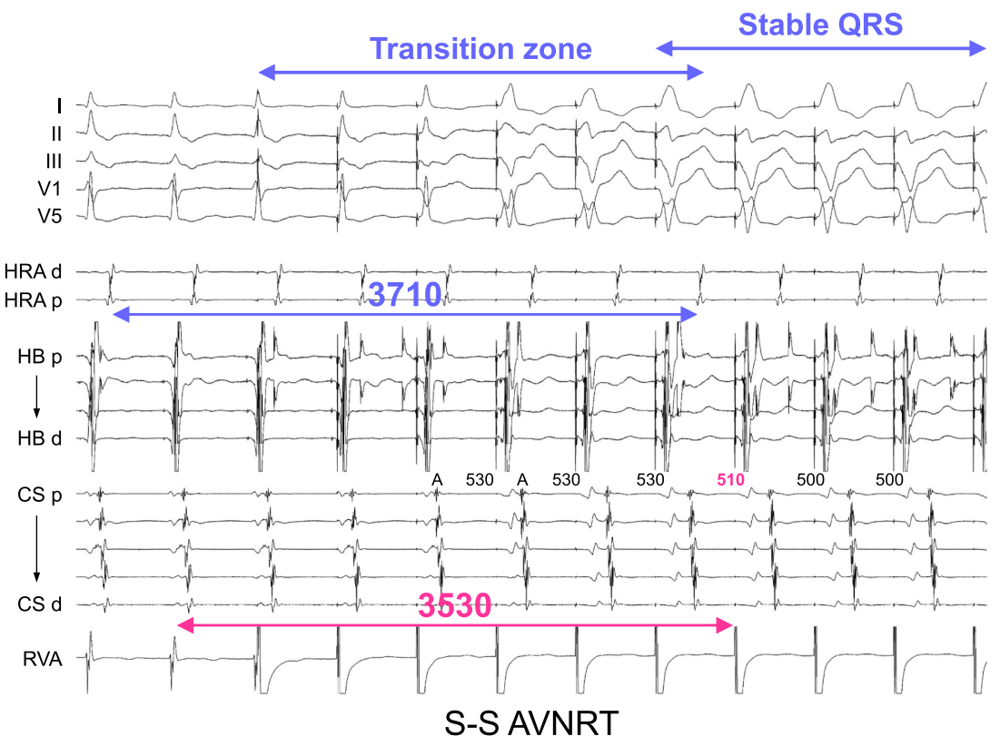 Stable QRS
Transition zone
I
II
III
V1
V5
HRA d
HRA p
3710
HB p
HB d
A 530 A 530 530 510 500 500
CS p
CS d
3530
RVA
S-S AVNRT